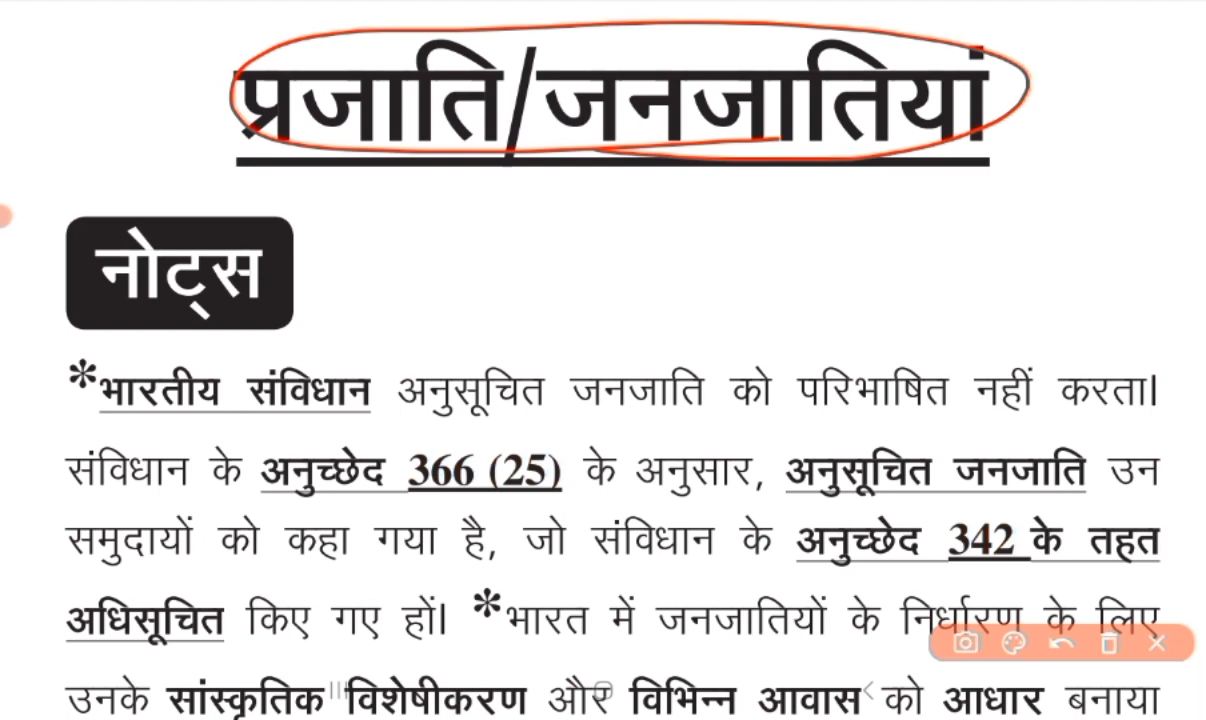 प्रजाति/जनजातियां
नोट्स
*भारतीय संविधान अनुसूचित जनजाति को परिभाषित नहीं करता।
संविधान के अनुच्छेद 366 (25) के अनुसार, अनुसूचित जनजाति उन
समुदायों को कहा गया है, जो संविधान के अनुच्छेद 342 के तहत
अधिसूचित किए गए हों। *भारत में जनजातियों के निर्धारण के लिए
उनके सांस्कृतिक विशेषीकरण और विभिन्न आवास को आधार बनाया